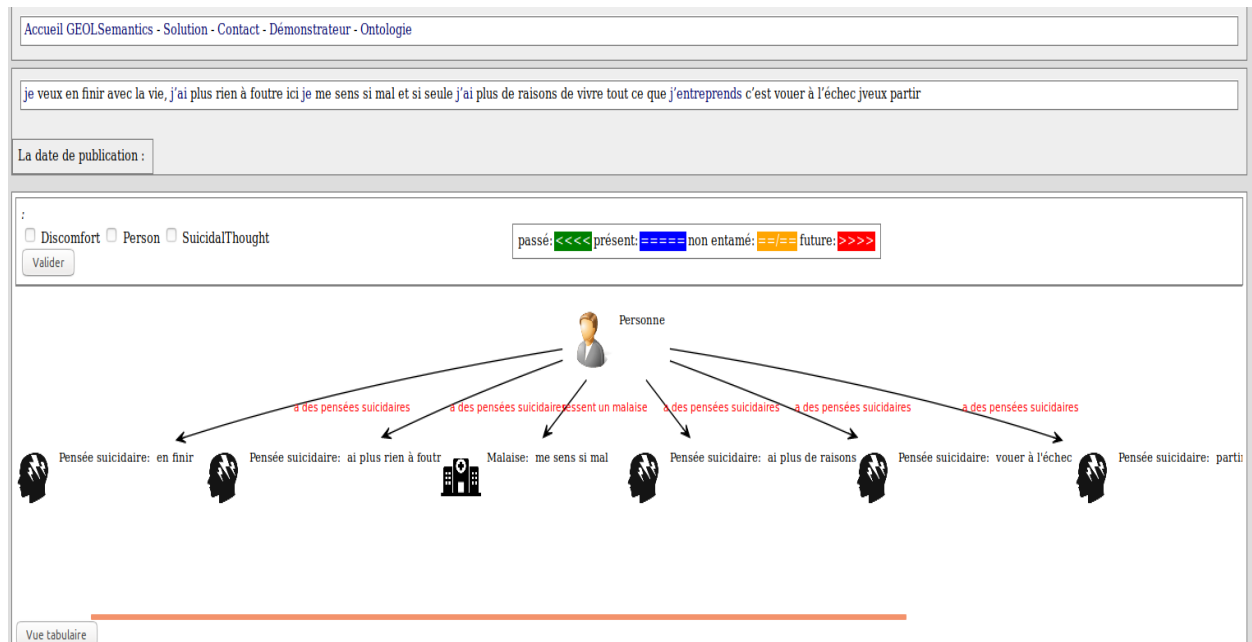 Accueil GEOLSemantics - Solution - Contact - Démonstrateur - Ontologie
je veux en finir avec la vie, j'ai plus rien à foutre ici je me sens si mal et si seule j'ai plus de raisons de vivre tout ce que j'entreprends c'est vouer à l'échec jveux partir
La date de publication :
:
Discomfort Person SuicidalThought
passé: <<<< présent: ===== non entamé: ==/== future: >>>>
Valider
Personne
a des pensées suicidaires a des pensées suicidaires ressent un malaise a des pensées suicidaires a des pensées suicidaires a des pensées suicidaires
Pensée suicidaire: en finir Pensée suicidaire: ai plus rien à foutr Malaise: me sens si mal Pensée suicidaire: ai plus de raisons Pensée suicidaire: vouer à l'échec Pensée suicidaire: partir
Vue tabulaire